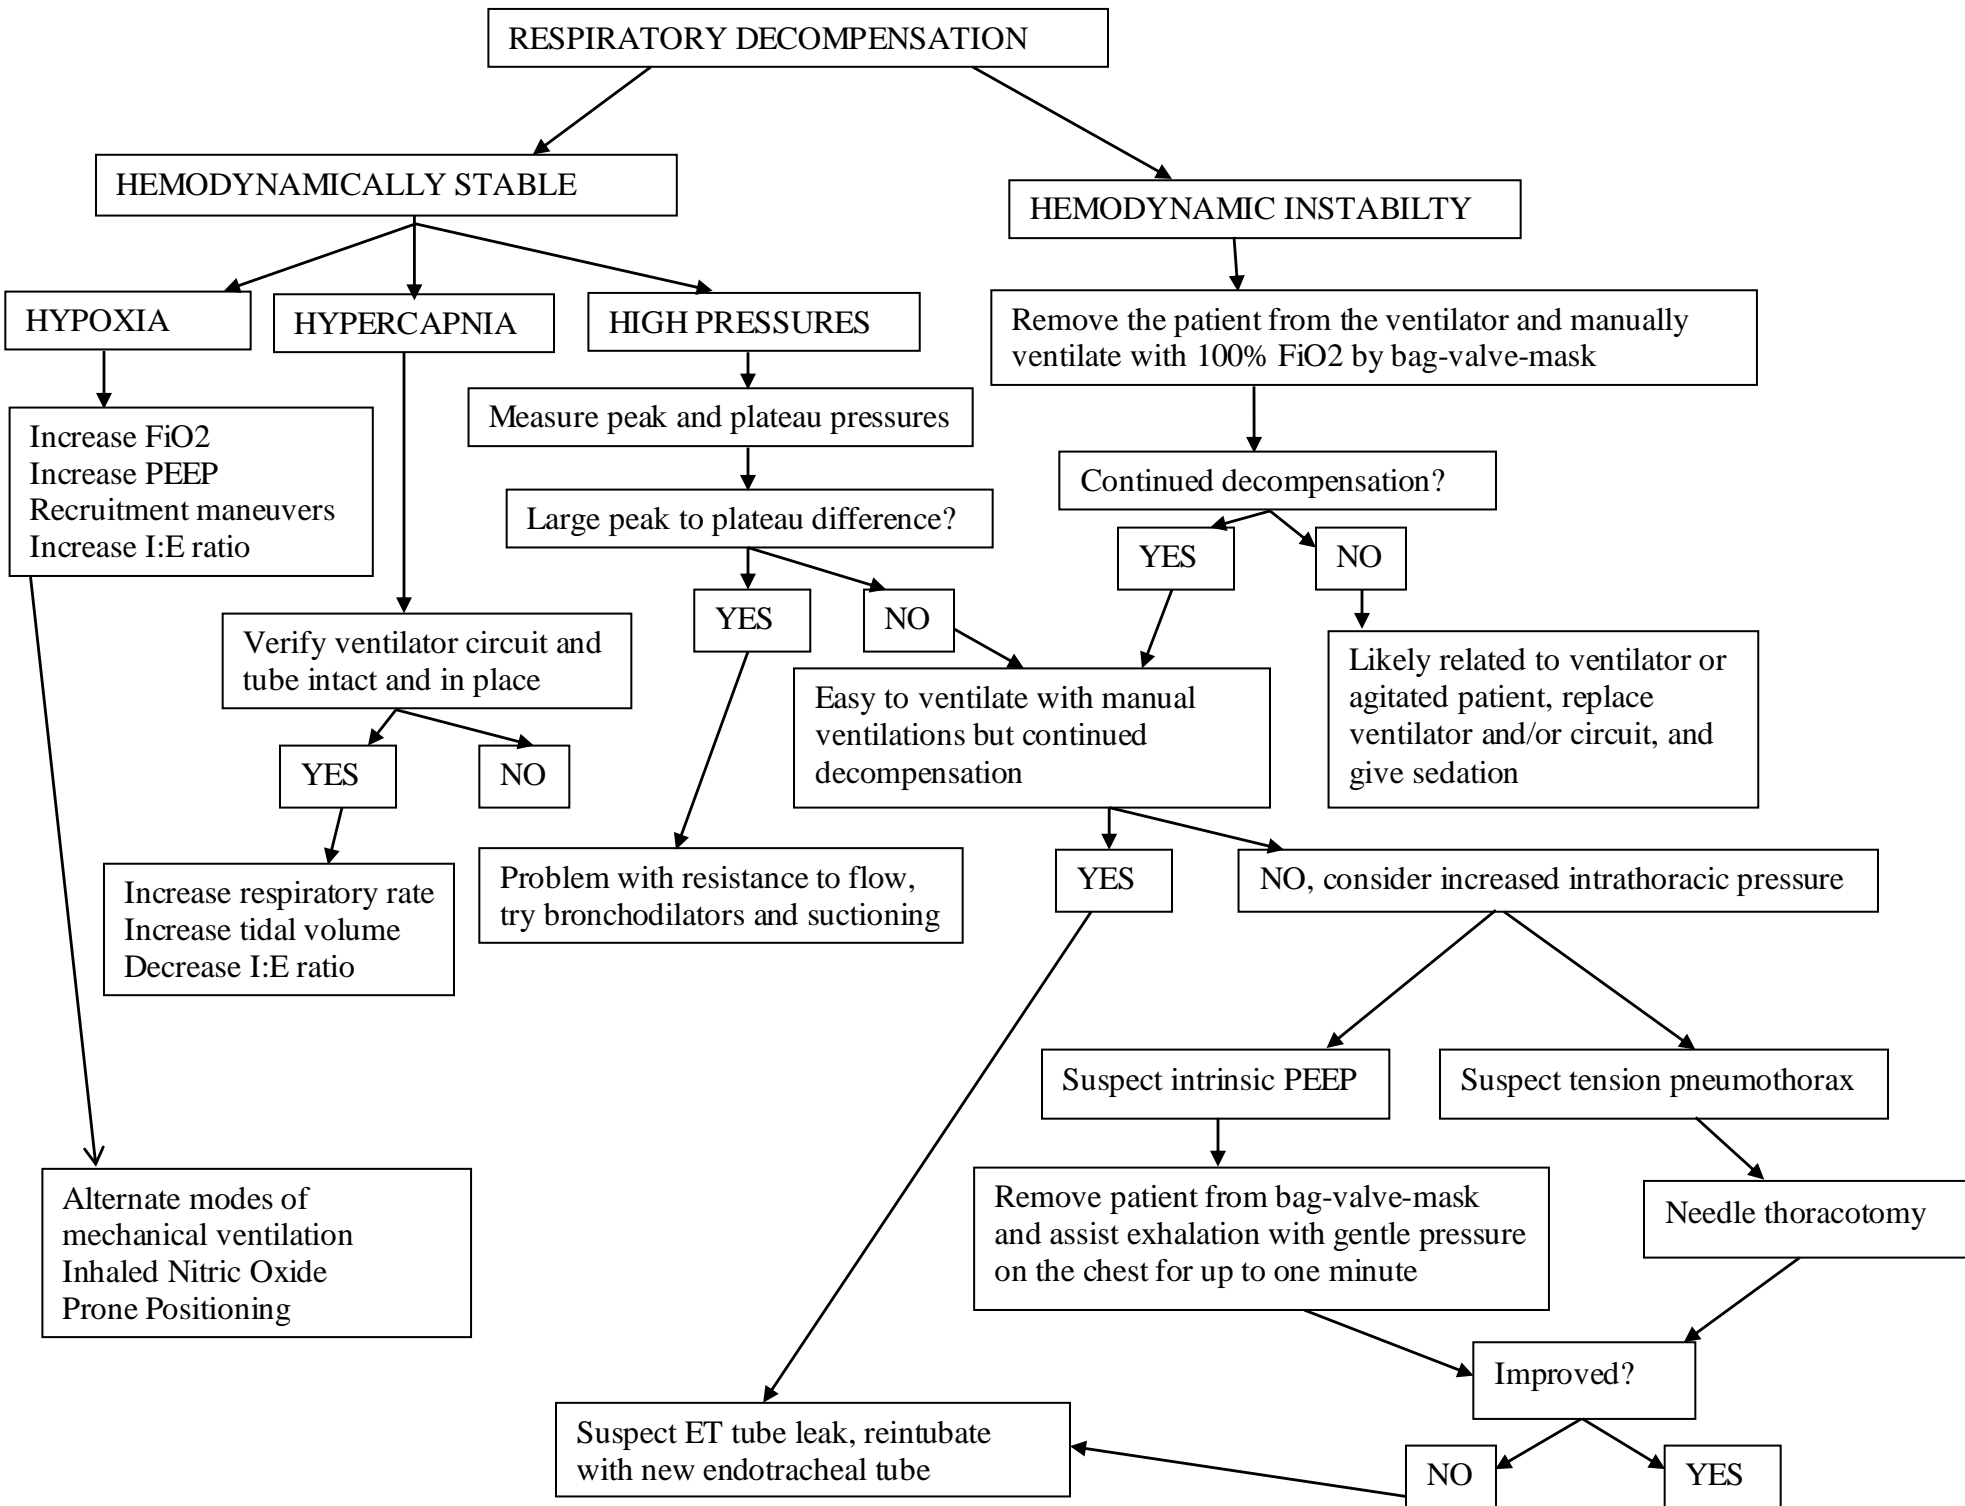 RESPIRATORY DECOMPENSATION
HEMODYNAMICALLY STABLE
HEMODYNAMIC INSTABILTY
HYPOXIA
HYPERCAPNIA
HIGH PRESSURES
Remove the patient from the ventilator and manually
ventilate with 100% FiO2 by bag-valve-mask
Increase FiO2
Increase PEEP
Recruitment maneuvers
Increase I:E ratio
Measure peak and plateau pressures
Continued decompensation?
Large peak to plateau difference?
YES
NO
YES
NO
Verify ventilator circuit and
tube intact and in place
Likely related to ventilator or
agitated patient, replace
ventilator and/or circuit, and
give sedation
Easy to ventilate with manual
ventilations but continued
decompensation
YES
NO
Increase respiratory rate
Increase tidal volume
Decrease I:E ratio
Problem with resistance to flow,
try bronchodilators and suctioning
YES
NO, consider increased intrathoracic pressure
Suspect intrinsic PEEP
Suspect tension pneumothorax
Alternate modes of
mechanical ventilation
Inhaled Nitric Oxide
Prone Positioning
Remove patient from bag-valve-mask
and assist exhalation with gentle pressure
on the chest for up to one minute
Needle thoracotomy
Improved?
Suspect ET tube leak, reintubate
with new endotracheal tube
NO
YES